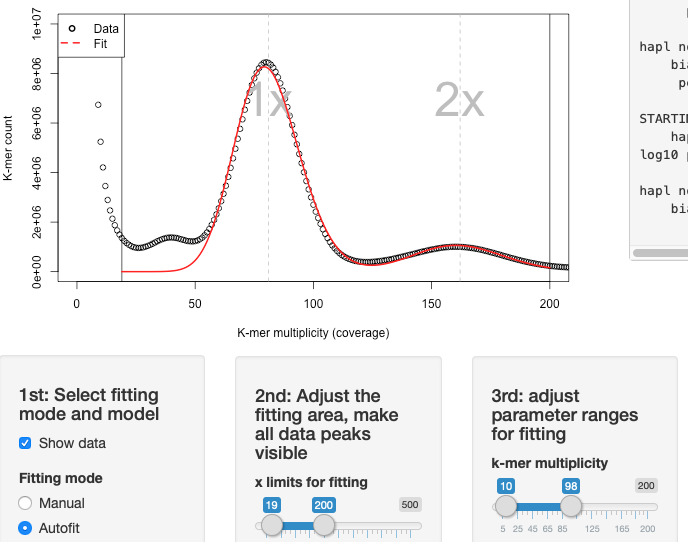 1e+07
8e+06
6e+06
4e+06
2e+06
0e+00
K-mer count
Data
Fit
1x
2x
0
50
100
150
200
K-mer multiplicity (coverage)
hapl n
bia
p
STARTI
ha
log10 p
hapl n
bia
1st: Select fitting
mode and model
Show data
Fitting mode
Manual
Autofit
2nd: Adjust the
fitting area, make
all data peaks
visible
x limits for fitting
19
200
500
3rd: adjust
parameter ranges
for fitting
k-mer multiplicity
10
98
200
5 25 45 65 85 125 165 200